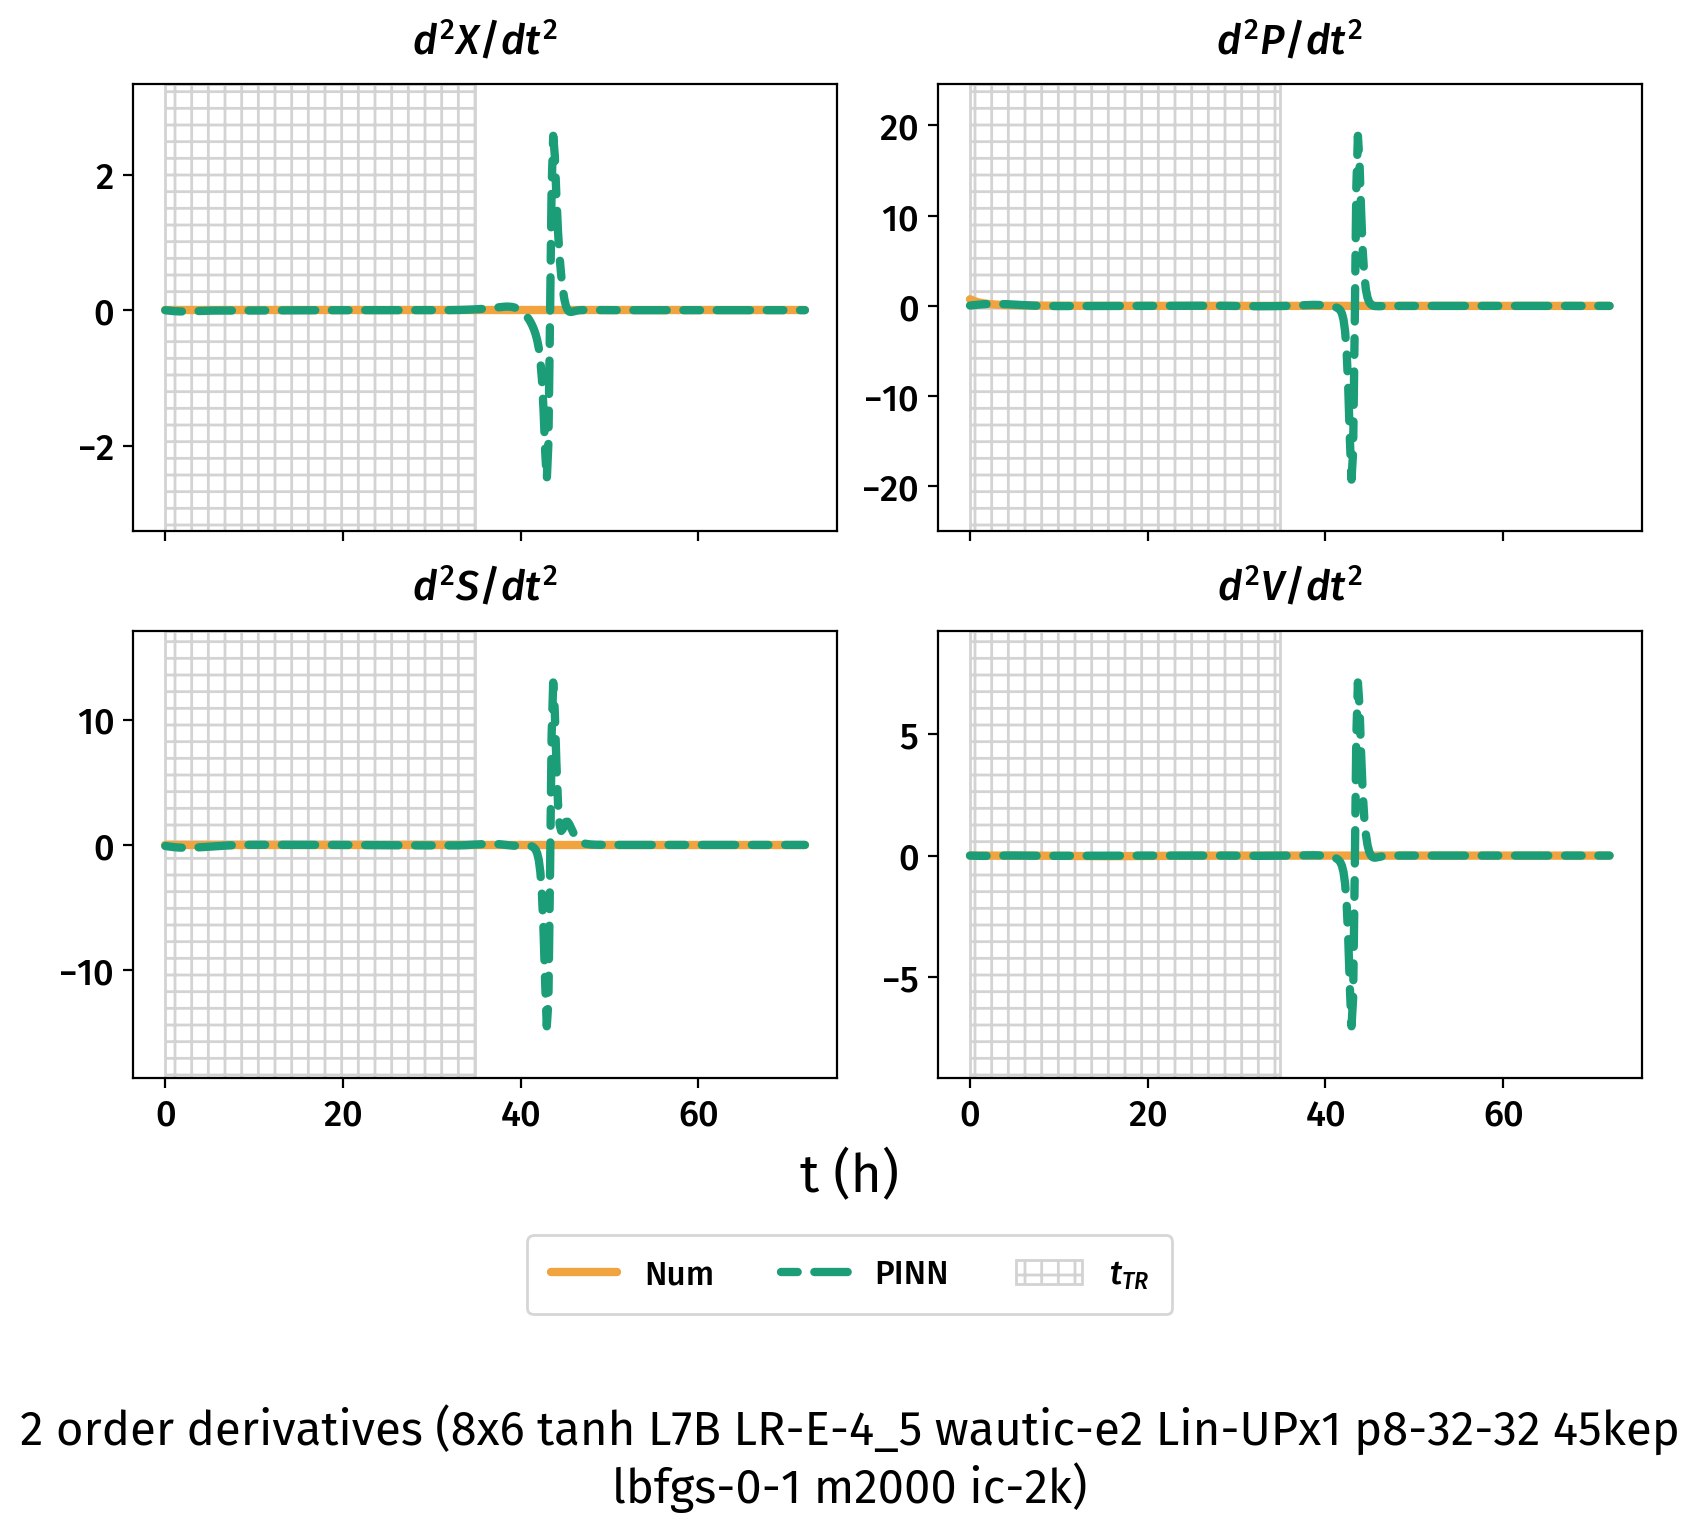 d²X/dt²
d²P/dt²
2
0
−2
20
10
0
−10
−20
d²S/dt²
d²V/dt²
10
0
−10
5
0
−5
0 20 40 60
0 20 40 60
t (h)
Num PINN t_TR
2 order derivatives (8x6 tanh L7B LR-E-4_5 wautic-e2 Lin-UPx1 p8-32-32 45kep
lbfgs-0-1 m2000 ic-2k)